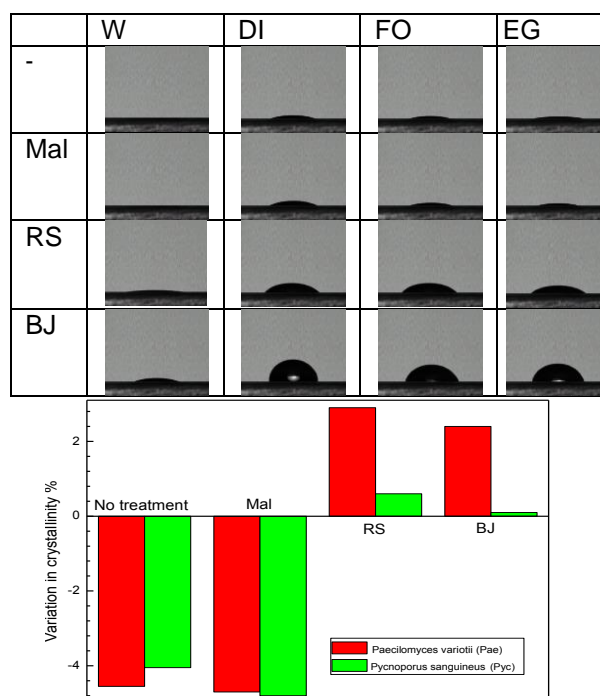 W DI FO EG
-
Mal
RS
BJ
Variation in crystallinity %
2
0
-2
-4
No treatment
Mal
RS
BJ
Paecilomyces variotii (Pae)
Pycnoporus sanguineus (Pyc)